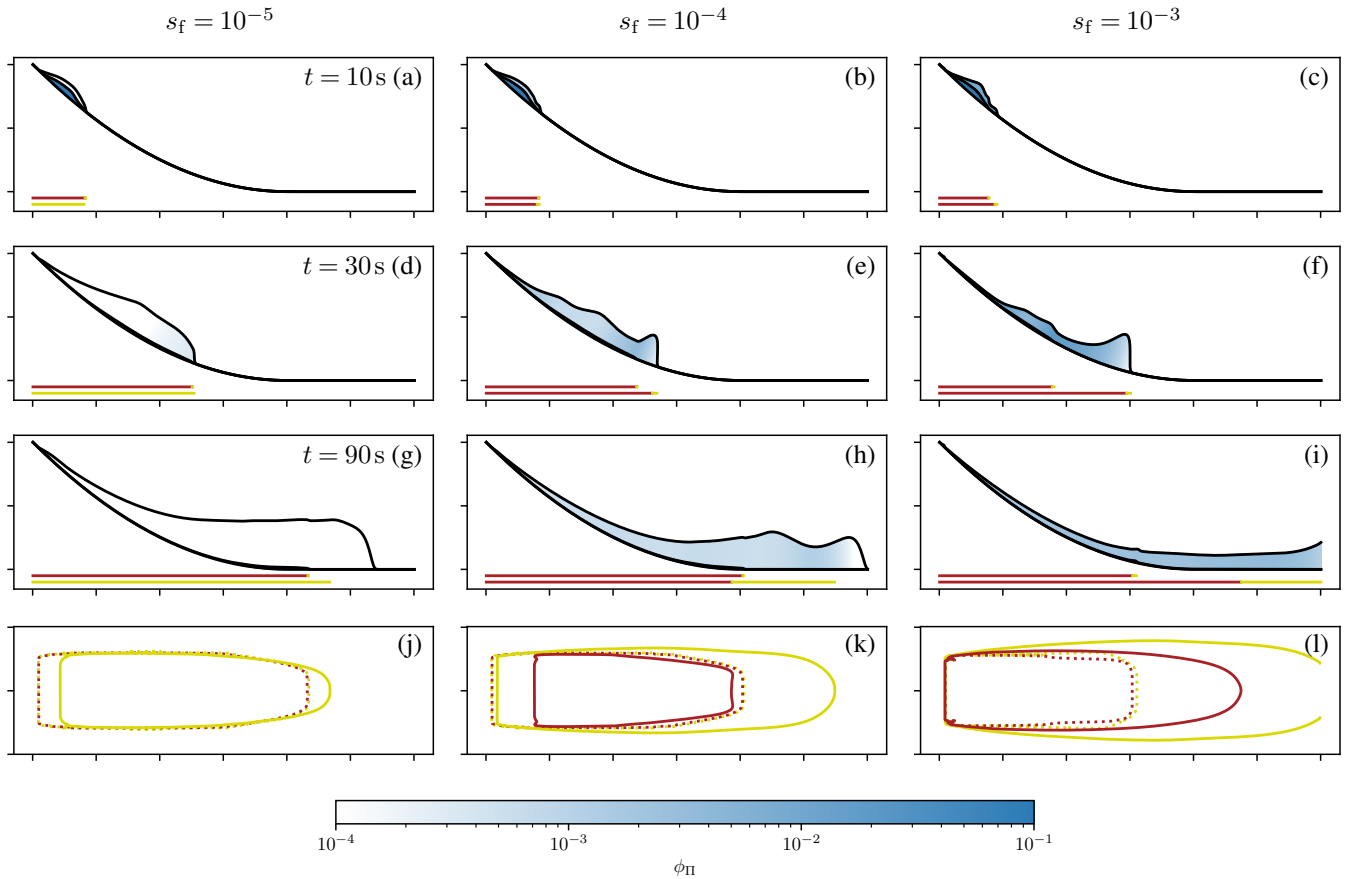 s_f = 10⁻⁵ s_f = 10⁻⁴ s_f = 10⁻³
t = 10 s (a) (b) (c)
t = 30 s (d) (e) (f)
t = 90 s (g) (h) (i)
(j) (k) (l)
10⁻⁴ 10⁻³ 10⁻² 10⁻¹
ϕ_Π